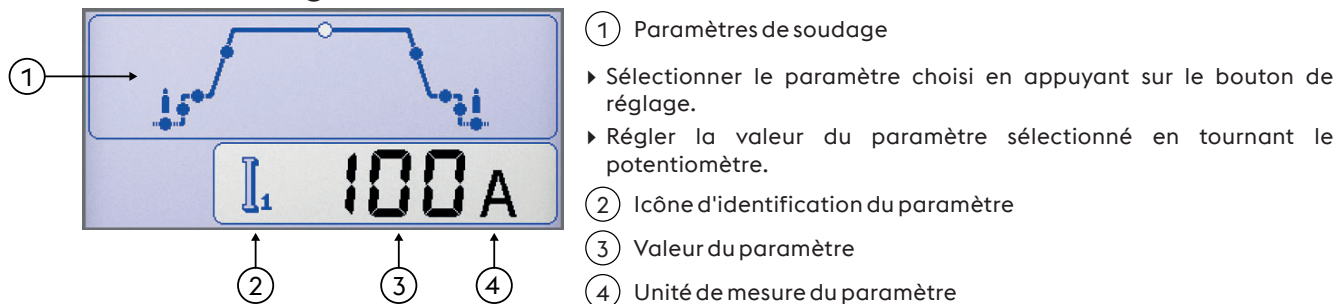 1 Paramètres de soudage
▸ Sélectionner le paramètre choisi en appuyant sur le bouton de
réglage.
▸ Régler la valeur du paramètre sélectionné en tournant le
potentiomètre.
2 Icône d'identification du paramètre
3 Valeur du paramètre
4 Unité de mesure du paramètre
1
I1 100 A
2 3 4